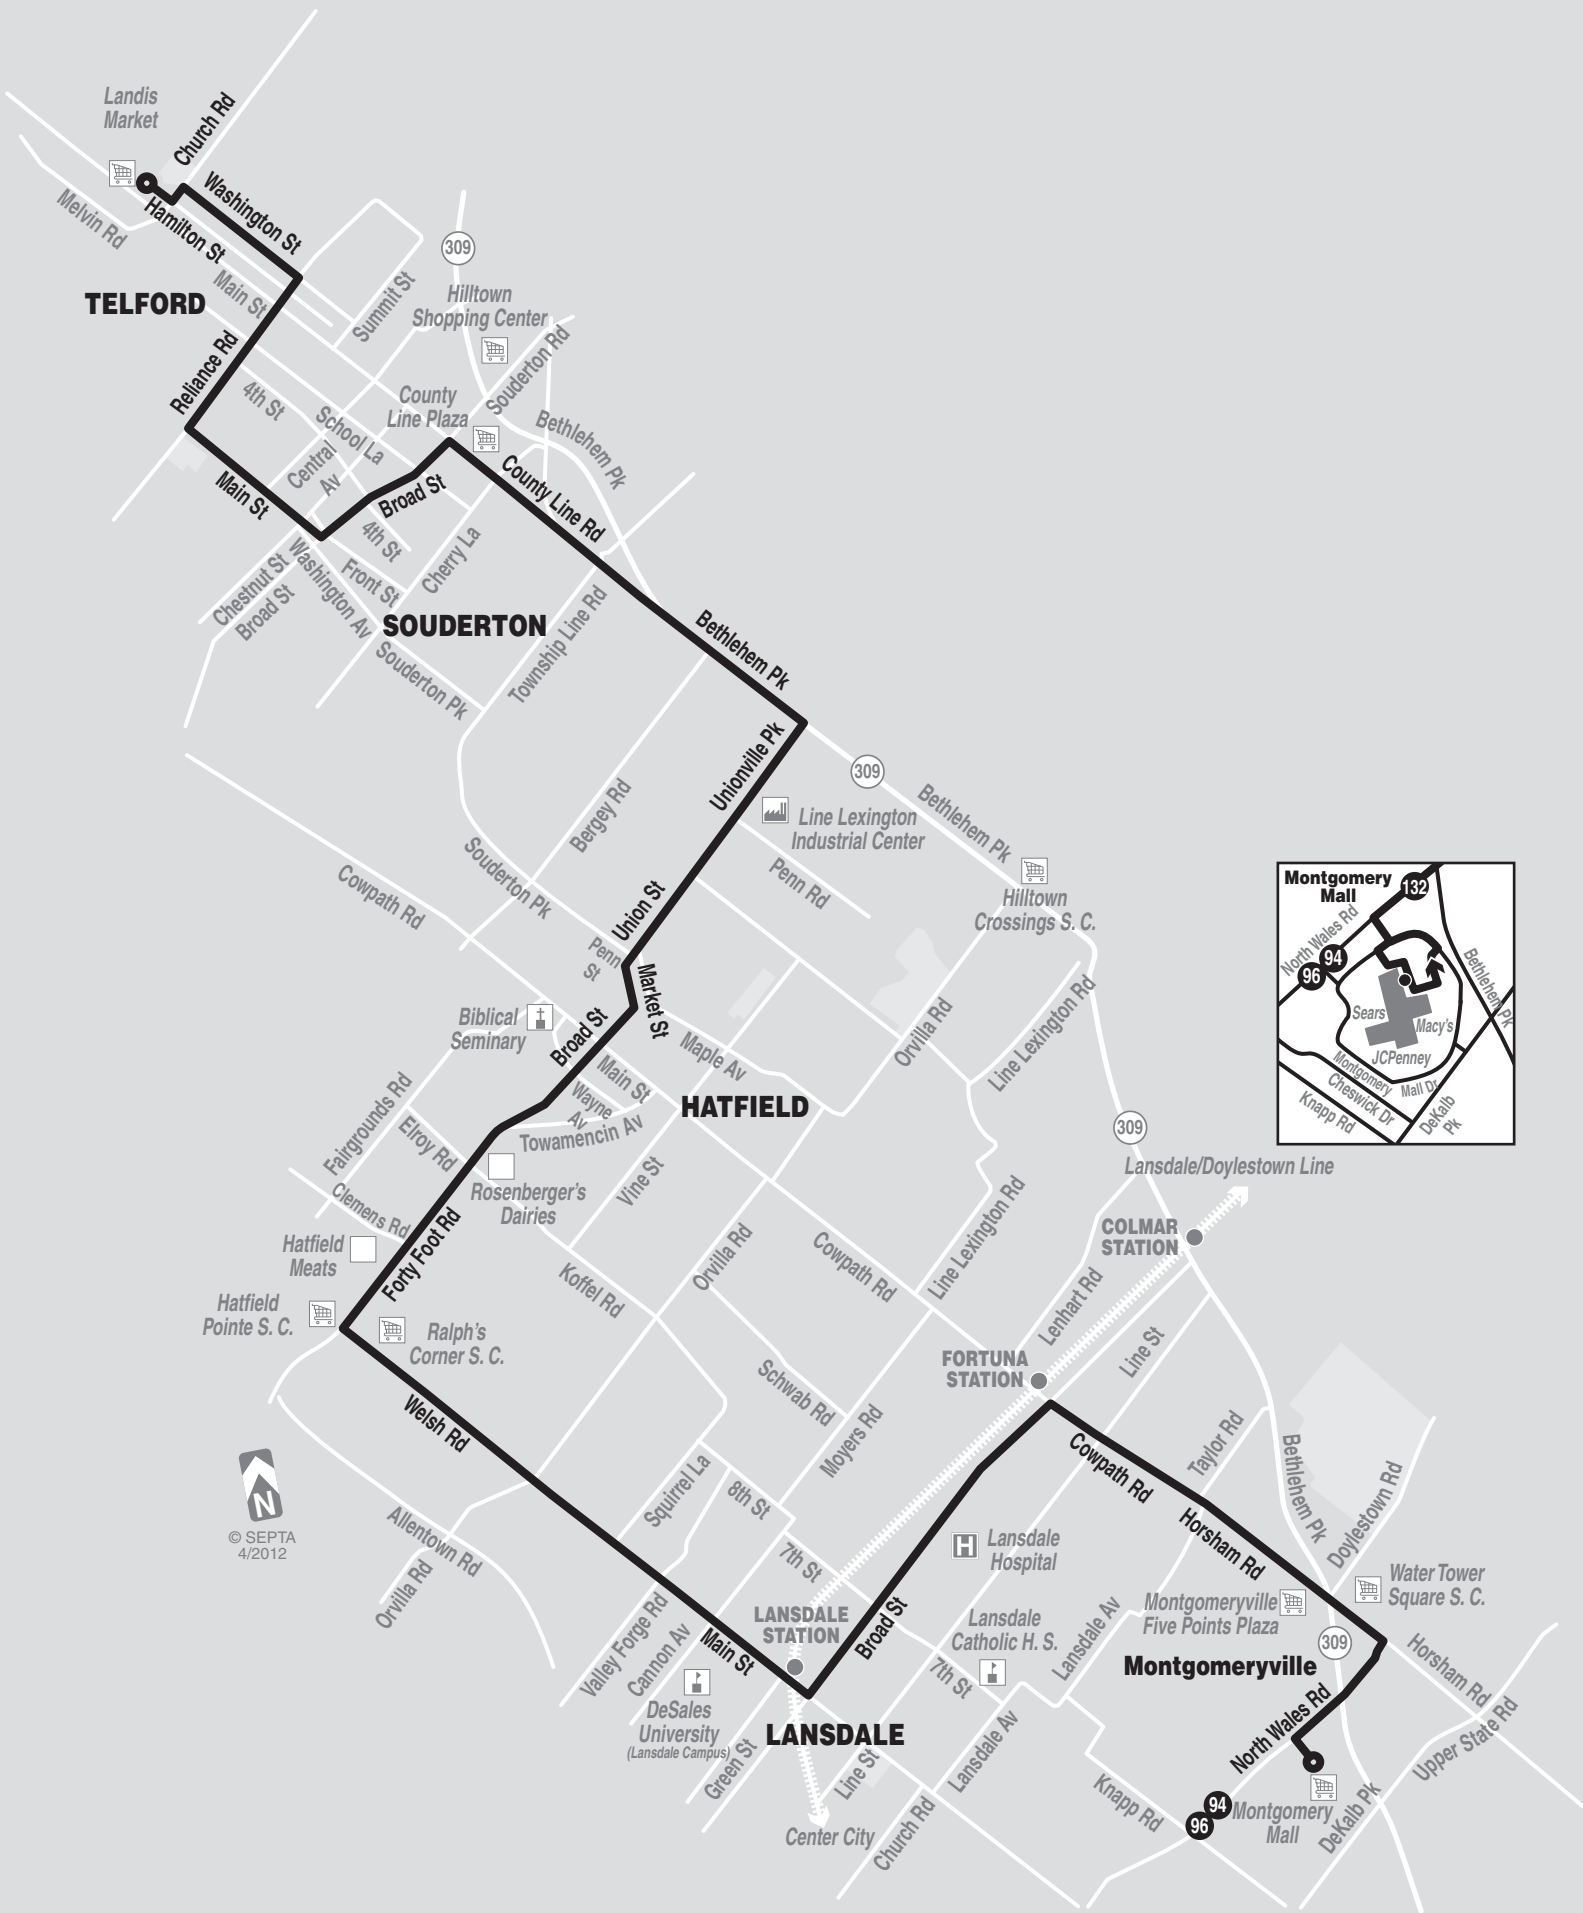 Landis
Market
Church Rd
Washington St
Hamilton St
Melvin Rd
Main St
TELFORD
Summit St
309
Hilltown
Shopping Center
Reliance Rd
4th St
School La
Central
Av
County
Line Plaza
Souderton Rd
Bethlehem Pk
Main St
Broad St
County Line Rd
4th St
Cherry La
Front St
Chestnut St
Broad St
Washington Av
SOUDERTON
Township Line Rd
Souderton Pk
Bethlehem Pk
Unionville Pk
309
Bethlehem Pk
Line Lexington
Industrial Center
Bergey Rd
Penn Rd
Hilltown
Crossings S. C.
Cowpath Rd
Souderton Pk
Union St
Penn
St
Market St
Biblical
Seminary
Broad St
Maple Av
Orvilla Rd
Line Lexington Rd
Main St
Wayne
Av
HATFIELD
Towamencin Av
Fairgrounds Rd
Elroy Rd
Rosenberger's
Dairies
Vine St
Clemens Rd
Hatfield
Meats
Forty Foot Rd
Hatfield
Pointe S. C.
Ralph's
Corner S. C.
Koffel Rd
Orvilla Rd
Cowpath Rd
Line Lexington Rd
309
Lansdale/Doylestown Line
COLMAR
STATION
Lenhart Rd
Line St
FORTUNA
STATION
Schwab Rd
Moyers Rd
Welsh Rd
Squirrel La
8th St
7th St
Cowpath Rd
Taylor Rd
Bethlehem Pk
Doylestown Rd
Horsham Rd
N
© SEPTA
4/2012
Allentown Rd
Orvilla Rd
Lansdale
Hospital
Water Tower
Square S. C.
Montgomeryville
Five Points Plaza
LANSDALE
STATION
Broad St
Lansdale
Catholic H. S.
Lansdale Av
309
Montgomeryville
Horsham Rd
Valley Forge Rd
Cannon Av
Main St
7th St
DeSales
University
(Lansdale Campus)
LANSDALE
Green St
Line St
Lansdale Av
North Wales Rd
Upper State Rd
Center City
Church Rd
Knapp Rd
94
96
Montgomery
Mall
DeKalb Pk
Montgomery
Mall
132
North Wales Rd
94
96
Bethlehem Pk
Sears
Macy's
JCPenney
Montgomery
Mall Dr
Cheswick Dr
Knapp Rd
DeKalb
Pk